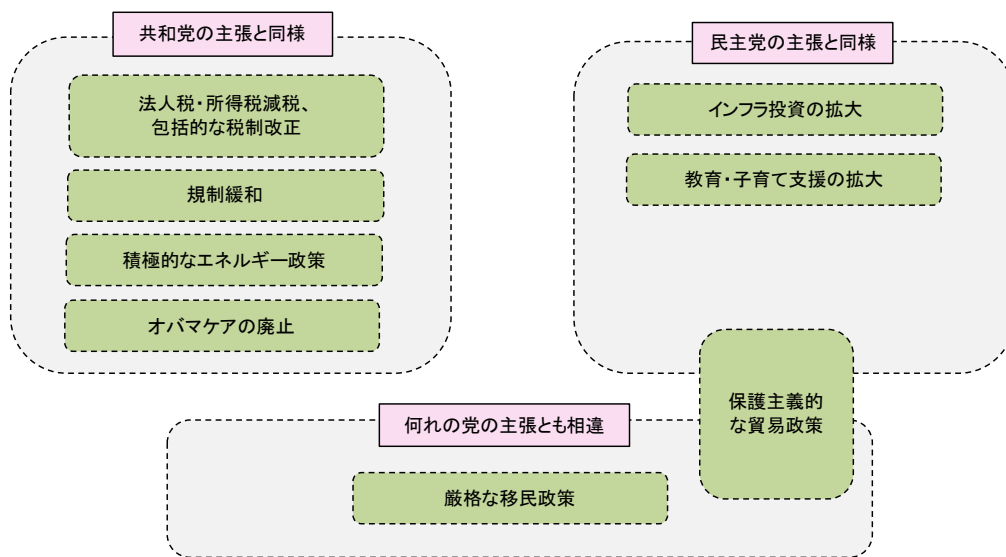 共和党の主張と同様
法人税・所得税減税、
包括的な税制改正
規制緩和
積極的なエネルギー政策
オバマケアの廃止
民主党の主張と同様
インフラ投資の拡大
教育・子育て支援の拡大
保護主義的
な貿易政策
何れの党の主張とも相違
厳格な移民政策